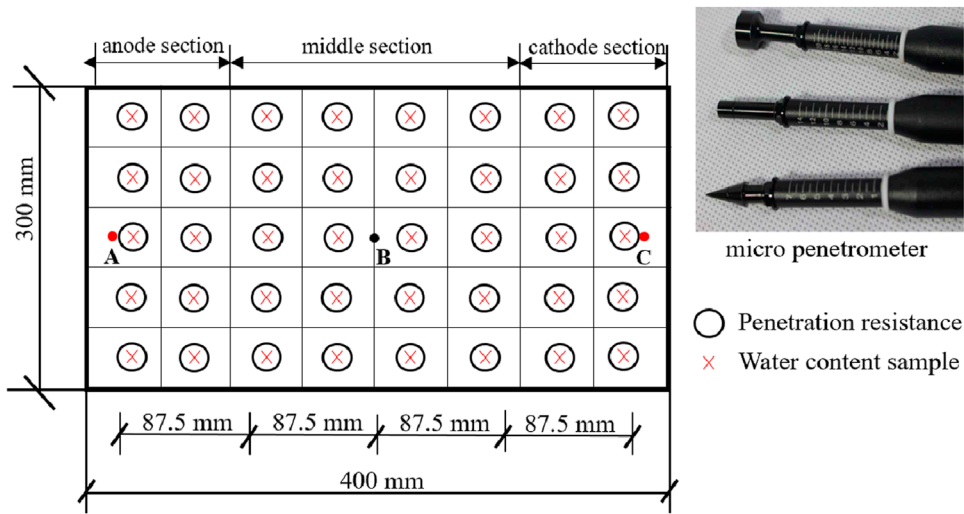 anode section
middle section
cathode section
300 mm
A
B
C
87.5 mm
87.5 mm
87.5 mm
87.5 mm
400 mm
micro penetrometer
Penetration resistance
Water content sample